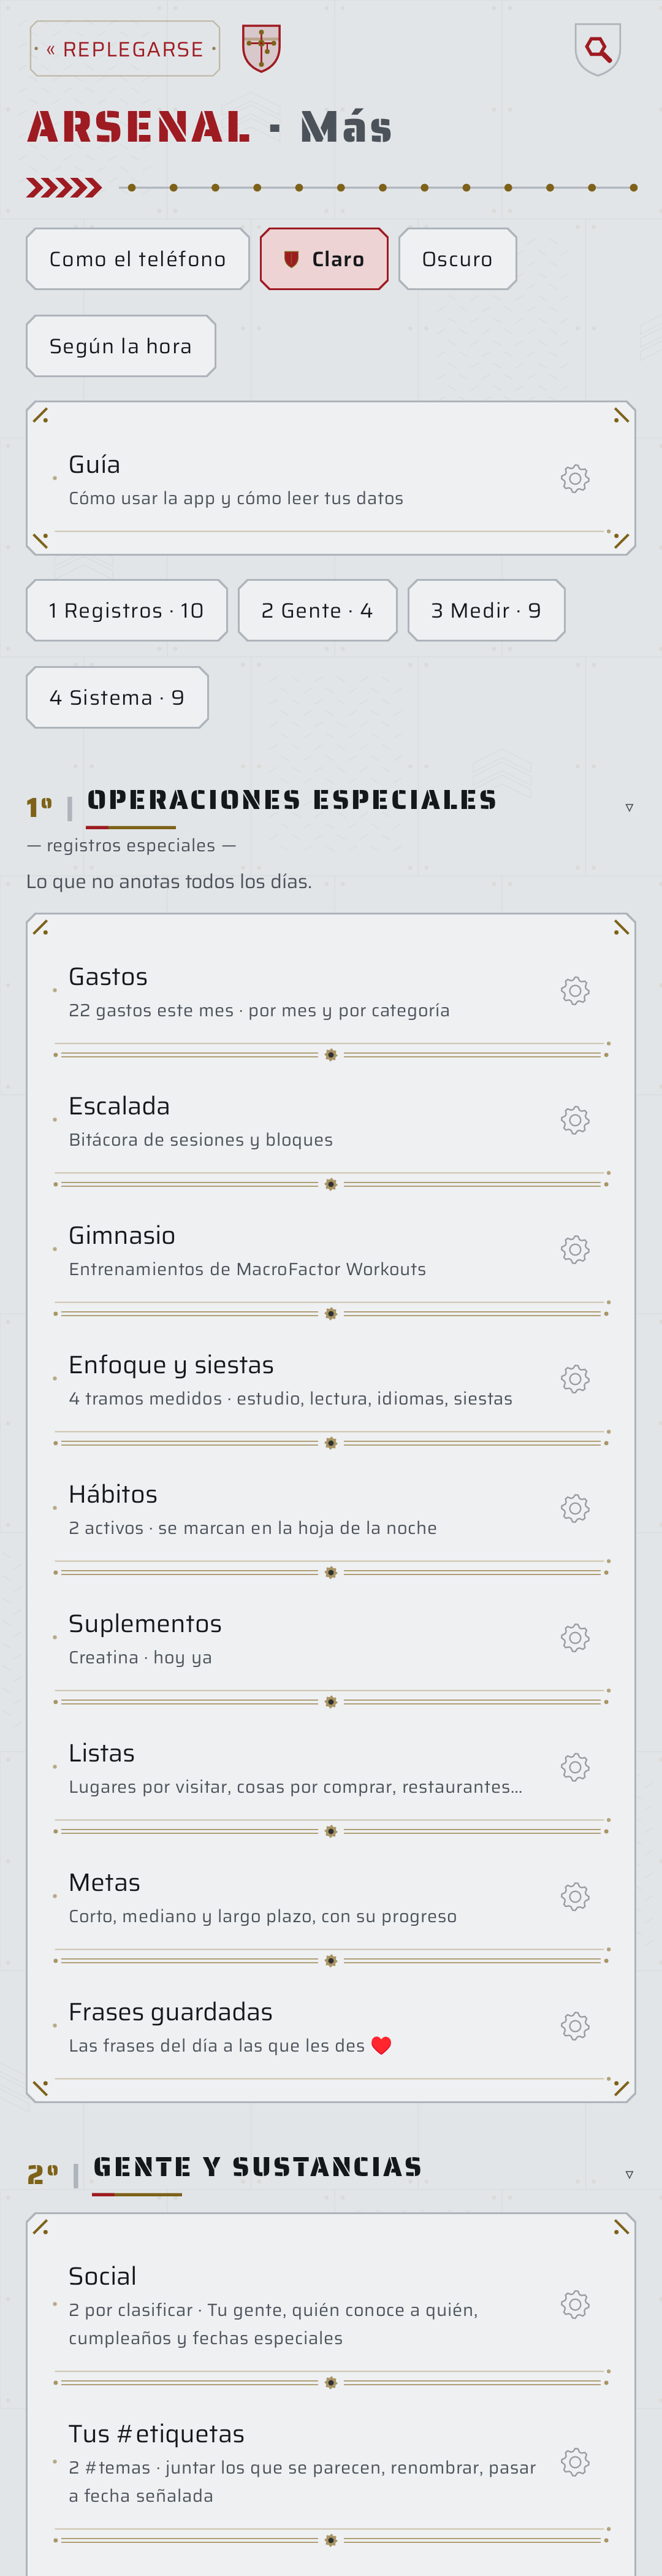 « REPLEGARSE
ARSENAL · Más
Como el teléfono
Claro
Oscuro
Según la hora
Guía
Cómo usar la app y cómo leer tus datos
1 Registros · 10
2 Gente · 4
3 Medir · 9
4 Sistema · 9
1º | OPERACIONES ESPECIALES
— registros especiales —
Lo que no anotas todos los días.
Gastos
22 gastos este mes · por mes y por categoría
Escalada
Bitácora de sesiones y bloques
Gimnasio
Entrenamientos de MacroFactor Workouts
Enfoque y siestas
4 tramos medidos · estudio, lectura, idiomas, siestas
Hábitos
2 activos · se marcan en la hoja de la noche
Suplementos
Creatina · hoy ya
Listas
Lugares por visitar, cosas por comprar, restaurantes…
Metas
Corto, mediano y largo plazo, con su progreso
Frases guardadas
Las frases del día a las que les des ❤️
2º | GENTE Y SUSTANCIAS
Social
2 por clasificar · Tu gente, quién conoce a quién,
cumpleaños y fechas especiales
Tus #etiquetas
2 #temas · juntar los que se parecen, renombrar, pasar
a fecha señalada